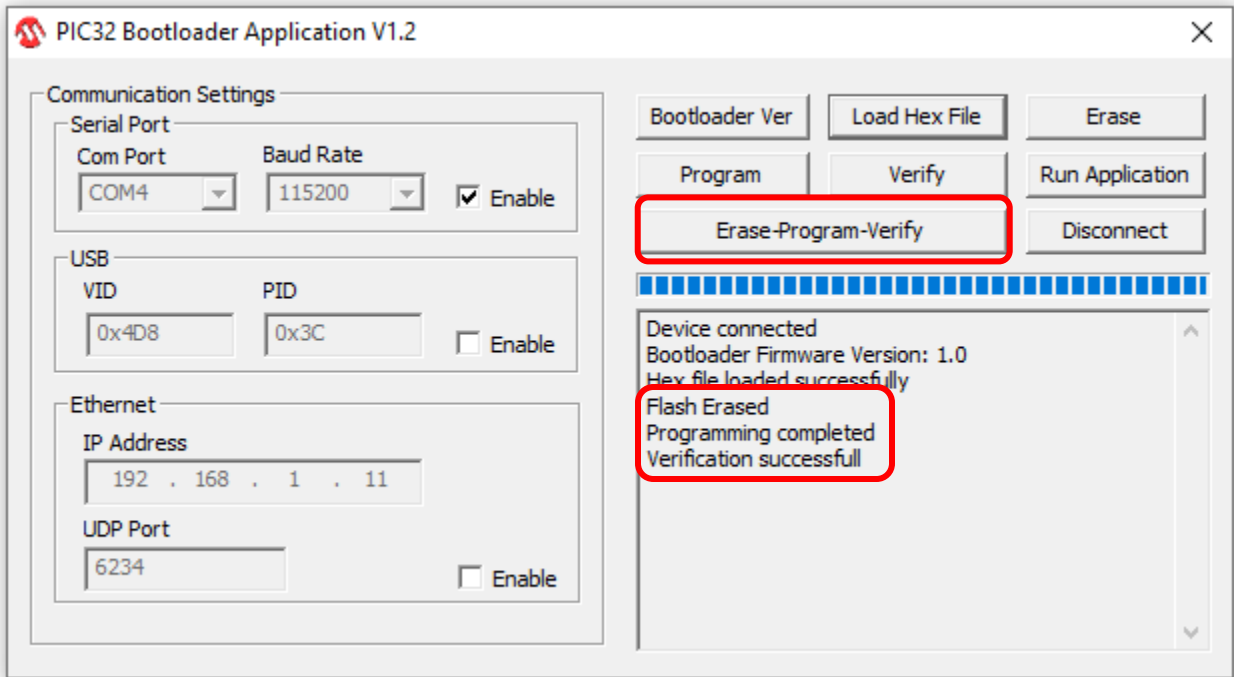 PIC32 Bootloader Application V1.2
Communication Settings
Serial Port
Com Port Baud Rate
COM4 115200 Enable
USB
VID PID
0x4D8 0x3C Enable
Ethernet
IP Address
192 . 168 . 1 . 11
UDP Port
6234 Enable
Bootloader Ver Load Hex File Erase
Program Verify Run Application
Erase-Program-Verify Disconnect
Device connected
Bootloader Firmware Version: 1.0
Hex file loaded successfully
Flash Erased
Programming completed
Verification successfull